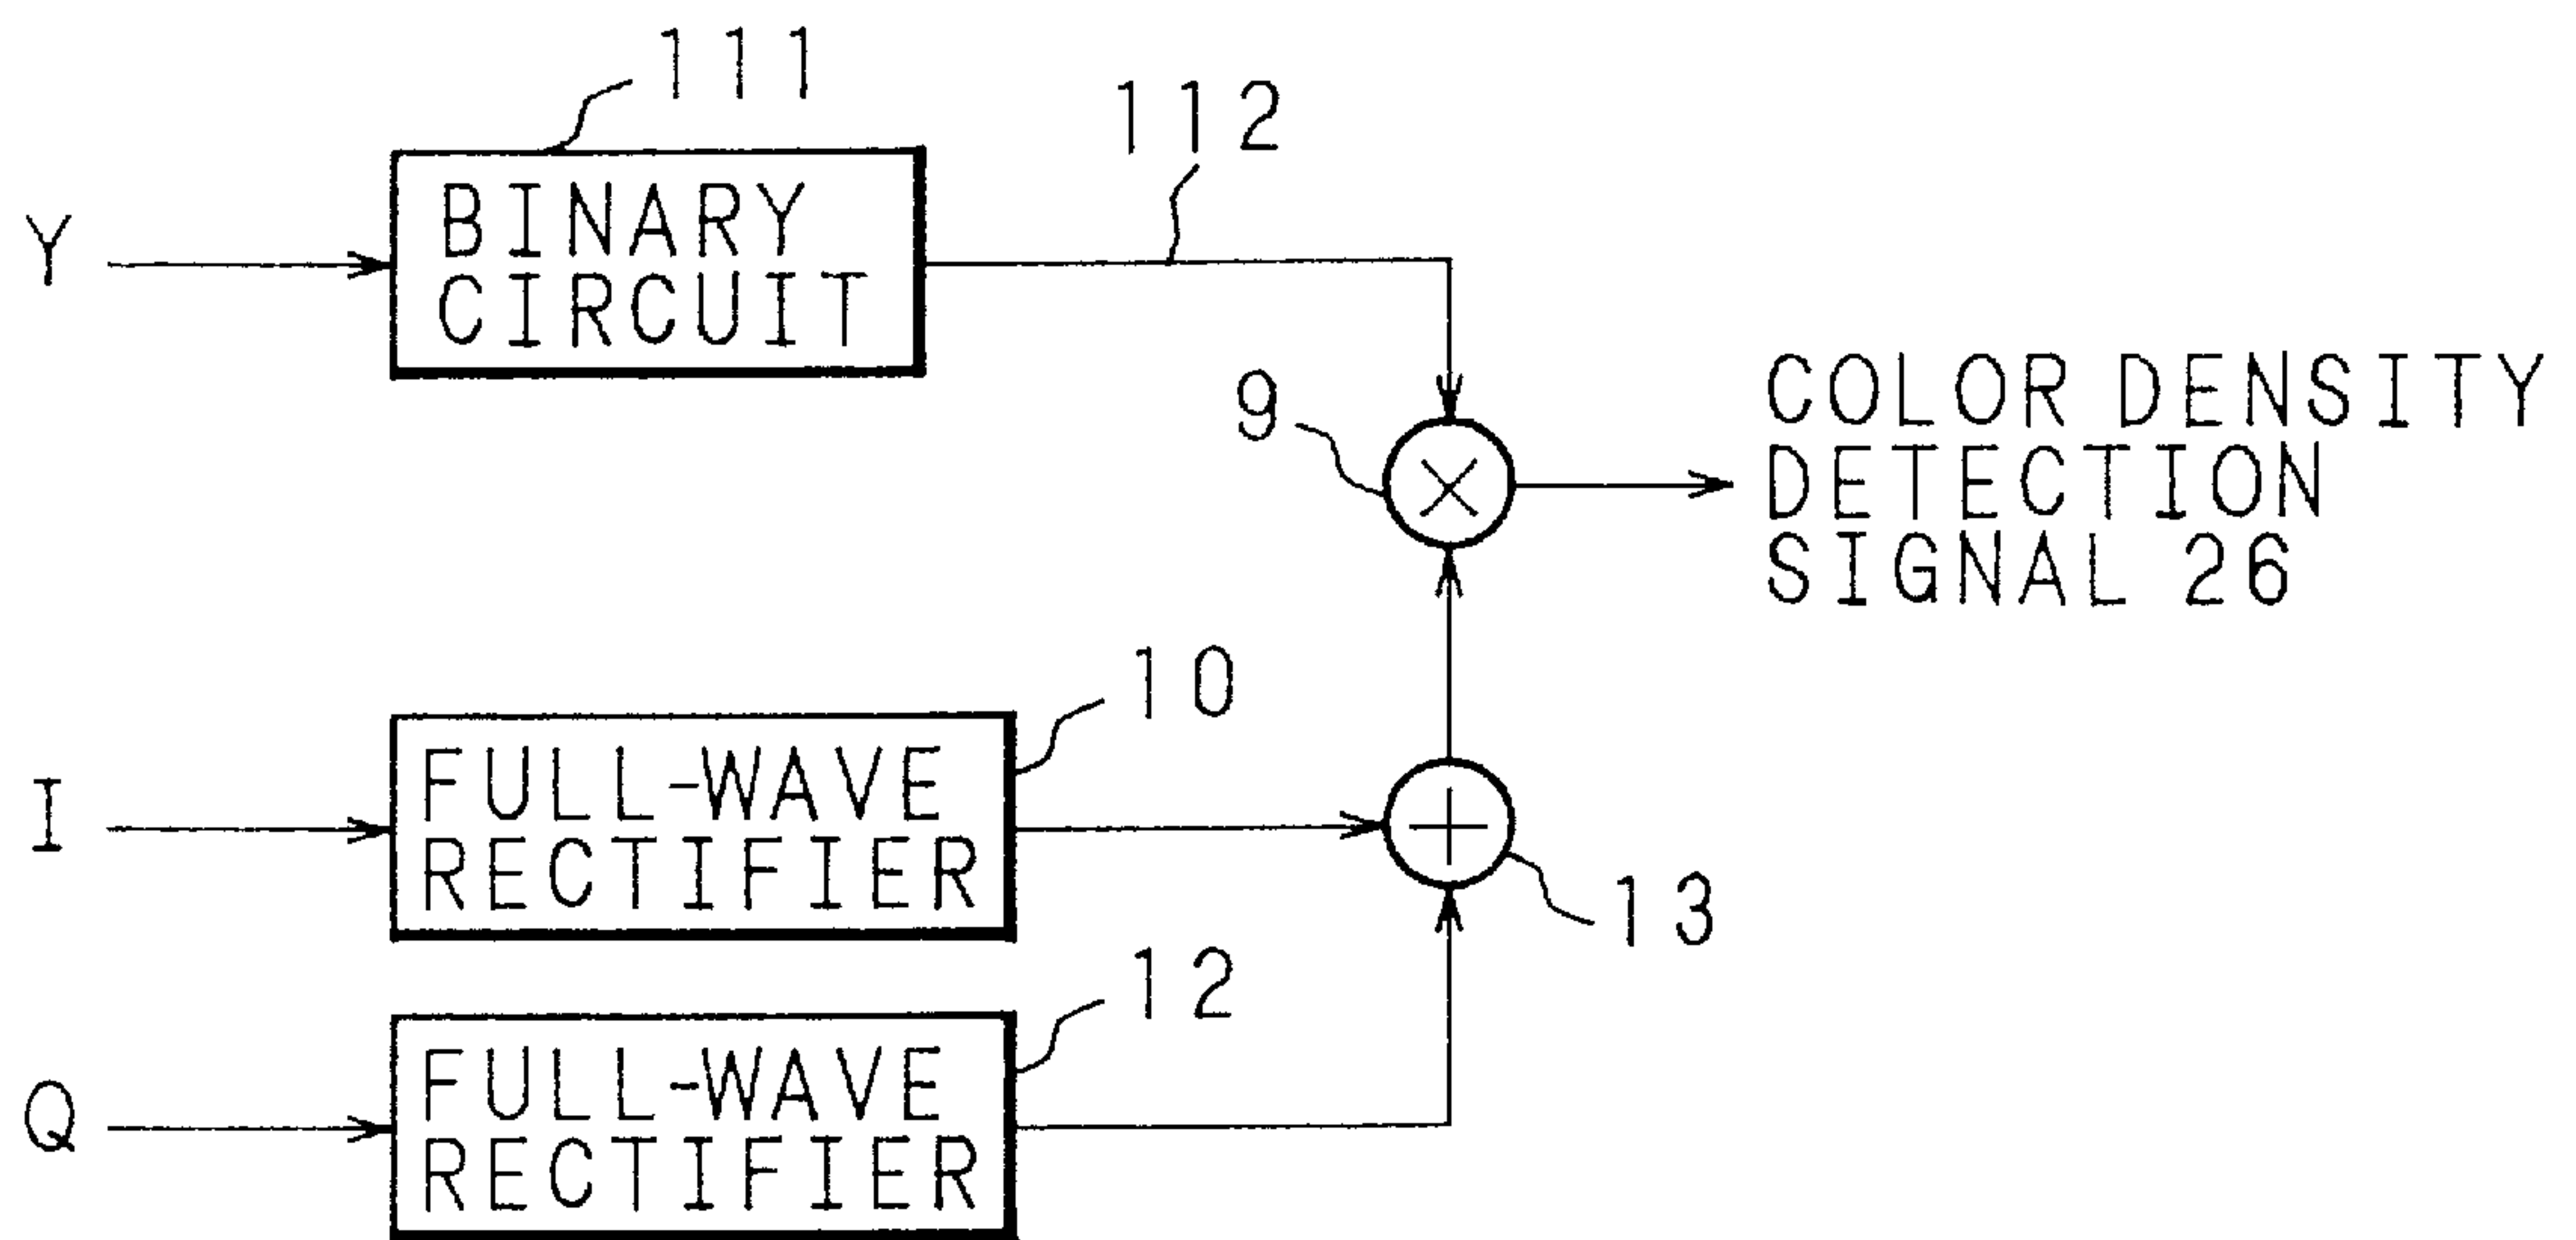 111
112
Y
BINARY
CIRCUIT
9
COLOR DENSITY
DETECTION
SIGNAL 26
10
I
FULL-WAVE
RECTIFIER
13
12
Q
FULL-WAVE
RECTIFIER